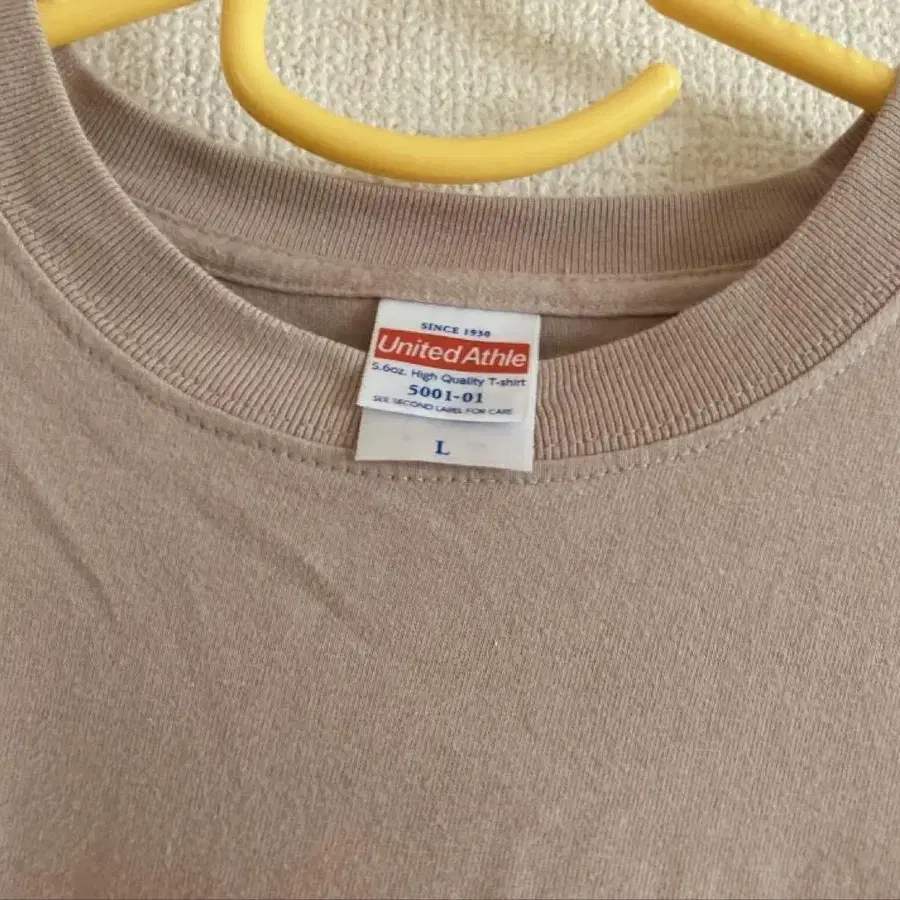 SINCE 1930
United Athle
5.6oz. High Quality T-shirt
5001-01
SEE SECOND LABEL FOR CARE
L